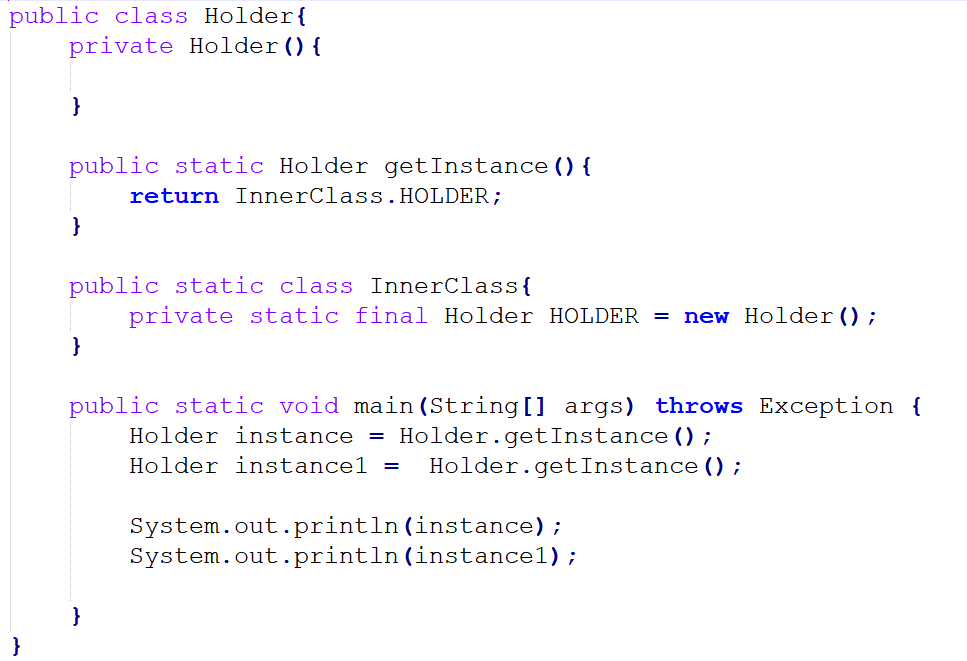 public class Holder{
    private Holder(){

    }

    public static Holder getInstance(){
        return InnerClass.HOLDER;
    }

    public static class InnerClass{
        private static final Holder HOLDER = new Holder();
    }

    public static void main(String[] args) throws Exception {
        Holder instance = Holder.getInstance();
        Holder instance1 =  Holder.getInstance();

        System.out.println(instance);
        System.out.println(instance1);

    }
}